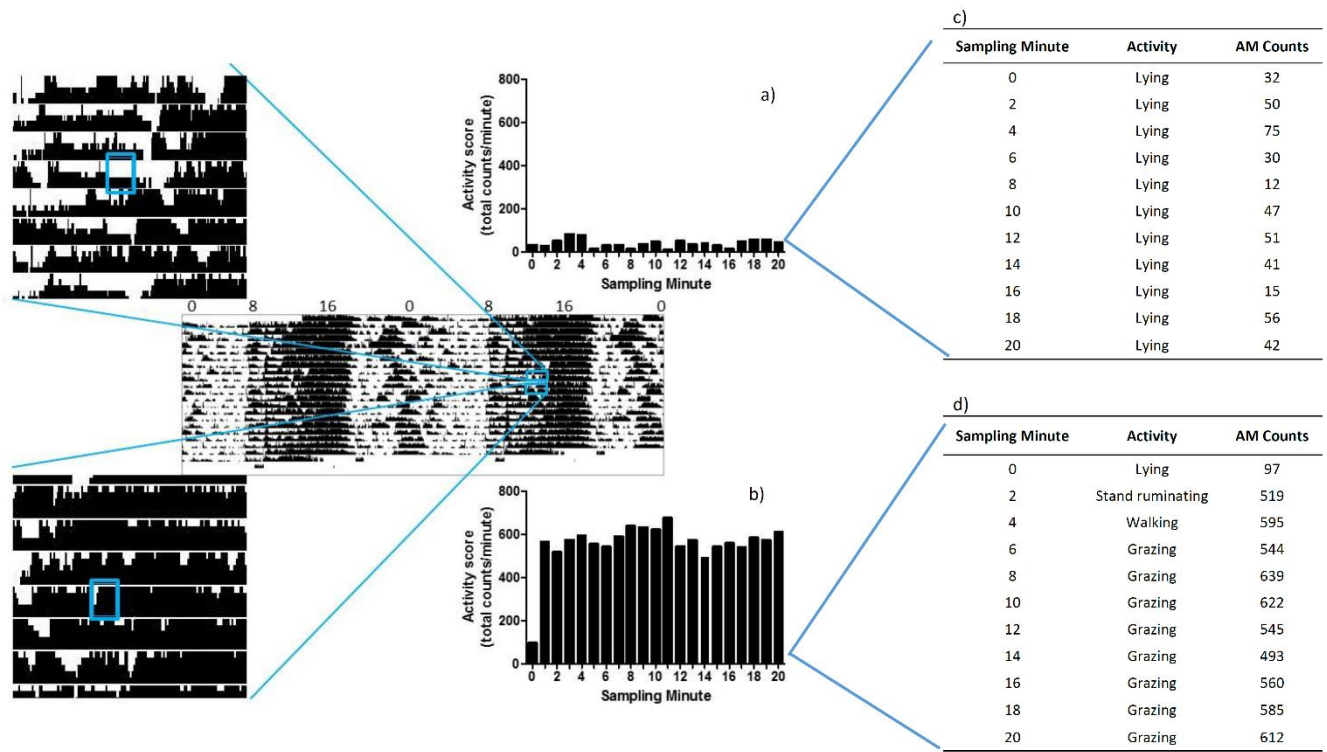 a)
Activity score
(total counts/minute)
800
600
400
200
0
0 2 4 6 8 10 12 14 16 18 20
Sampling Minute
c)
Sampling Minute Activity AM Counts
0 Lying 32
2 Lying 50
4 Lying 75
6 Lying 30
8 Lying 12
10 Lying 47
12 Lying 51
14 Lying 41
16 Lying 15
18 Lying 56
20 Lying 42
0 8 16 0 8 16 0
b)
Activity score
(total counts/minute)
800
600
400
200
0
0 2 4 6 8 10 12 14 16 18 20
Sampling Minute
d)
Sampling Minute Activity AM Counts
0 Lying 97
2 Stand ruminating 519
4 Walking 595
6 Grazing 544
8 Grazing 639
10 Grazing 622
12 Grazing 545
14 Grazing 493
16 Grazing 560
18 Grazing 585
20 Grazing 612